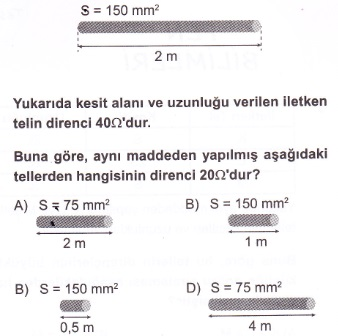 S = 150 mm²
2 m
Yukarıda kesit alanı ve uzunluğu verilen iletken
telin direnci 40Ω'dur.
Buna göre, aynı maddeden yapılmış aşağıdaki
tellerden hangisinin direnci 20Ω'dur?
A) S = 75 mm²
2 m
B) S = 150 mm²
1 m
B) S = 150 mm²
0,5 m
D) S = 75 mm²
4 m